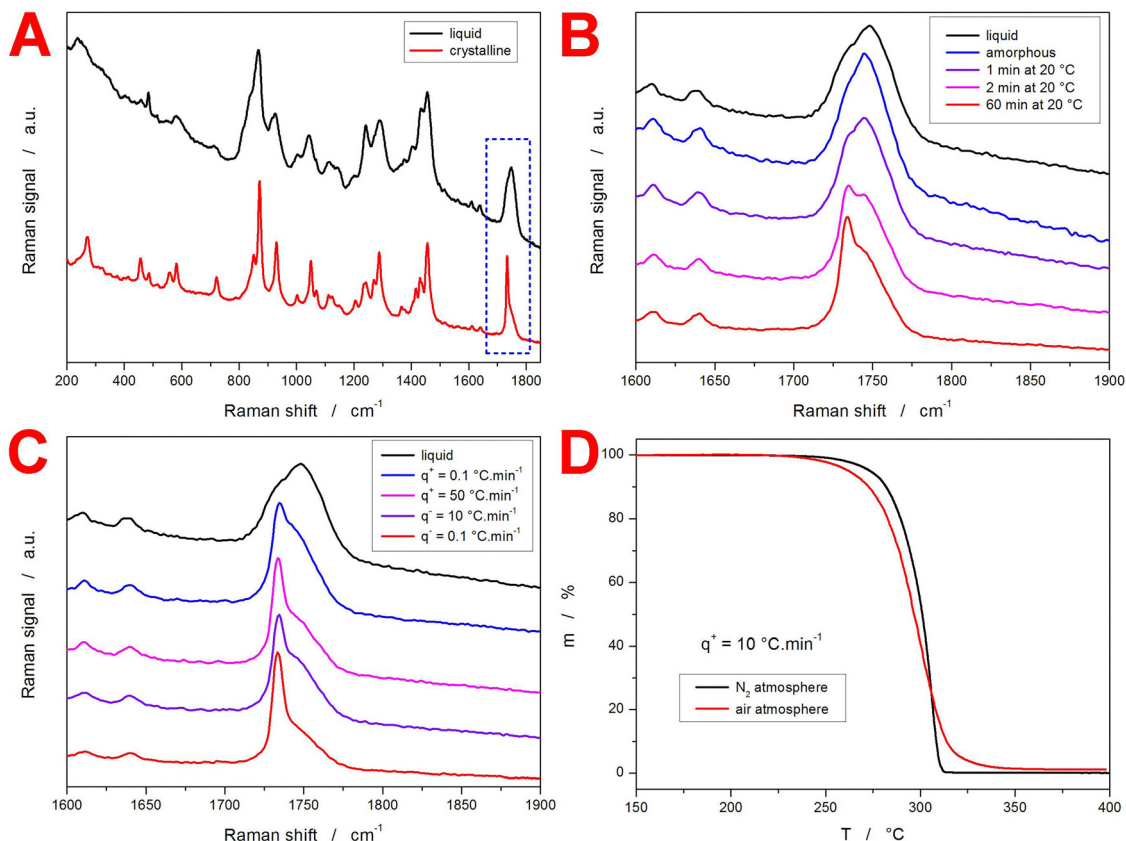 A
liquid
crystalline
Raman signal / a.u.
200 400 600 800 1000 1200 1400 1600 1800
Raman shift / cm⁻¹
B
liquid
amorphous
1 min at 20 °C
2 min at 20 °C
60 min at 20 °C
Raman signal / a.u.
1600 1650 1700 1750 1800 1850 1900
Raman shift / cm⁻¹
C
liquid
q⁺ = 0.1 °C.min⁻¹
q⁺ = 50 °C.min⁻¹
q⁻ = 10 °C.min⁻¹
q⁻ = 0.1 °C.min⁻¹
Raman signal / a.u.
1600 1650 1700 1750 1800 1850 1900
Raman shift / cm⁻¹
D
100
80
60
40
20
0
m / %
q⁺ = 10 °C.min⁻¹
N₂ atmosphere
air atmosphere
150 200 250 300 350 400
T / °C